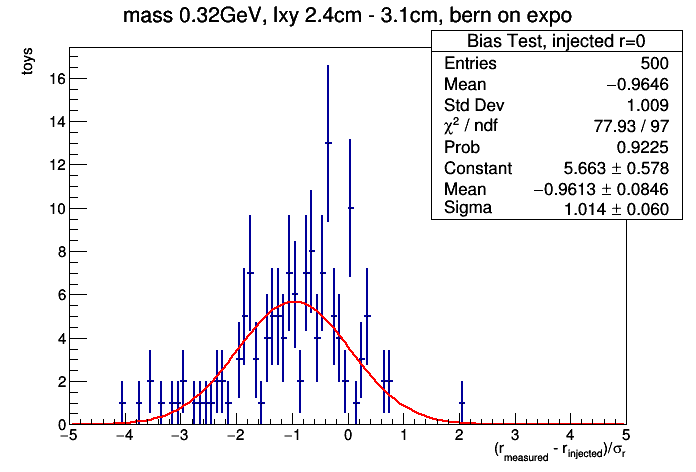 mass 0.32GeV, lxy 2.4cm - 3.1cm, bern on expo
Bias Test, injected r=0
Entries 500
Mean −0.9646
Std Dev 1.009
χ² / ndf 77.93 / 97
Prob 0.9225
Constant 5.663 ± 0.578
Mean −0.9613 ± 0.0846
Sigma 1.014 ± 0.060
toys
16
14
12
10
8
6
4
2
0
−5 −4 −3 −2 −1 0 1 2 3 4 5
(r_measured - r_injected)/σ_r